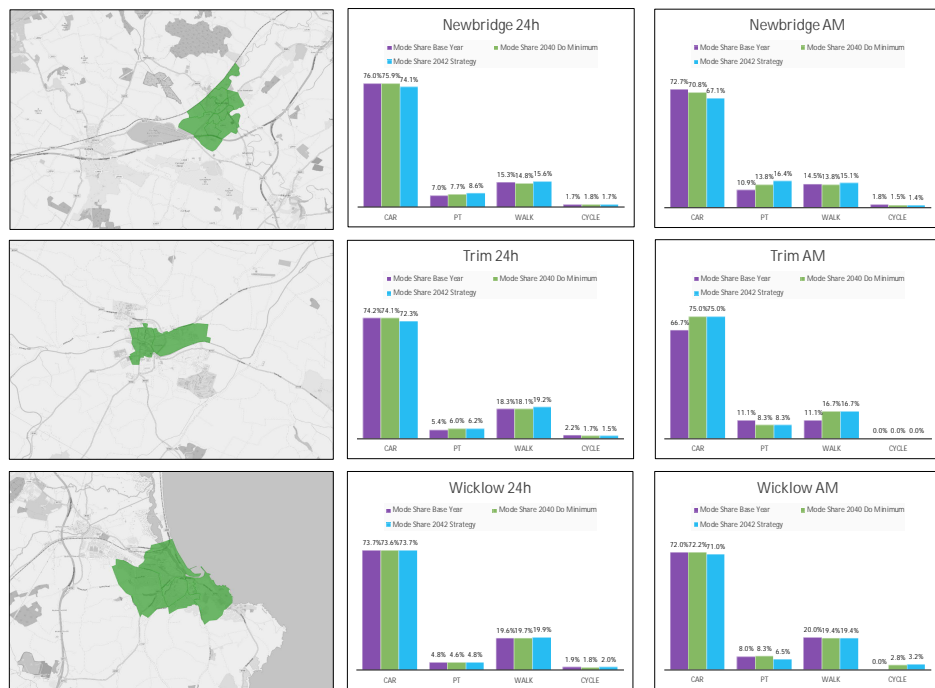 Newbridge 24h
Mode Share Base Year Mode Share 2040 Do Minimum
Mode Share 2042 Strategy
76.0% 75.9% 74.1%
7.0% 7.7% 8.6%
15.3% 14.8% 15.6%
1.7% 1.8% 1.7%
CAR PT WALK CYCLE
Newbridge AM
Mode Share Base Year Mode Share 2040 Do Minimum
Mode Share 2042 Strategy
72.7% 70.8% 67.1%
10.9% 13.8% 16.4%
14.5% 13.8% 15.1%
1.8% 1.5% 1.4%
CAR PT WALK CYCLE
Trim 24h
Mode Share Base Year Mode Share 2040 Do Minimum
Mode Share 2042 Strategy
74.2% 74.1% 72.3%
5.4% 6.0% 6.2%
18.3% 18.1% 19.2%
2.2% 1.7% 1.5%
CAR PT WALK CYCLE
Trim AM
Mode Share Base Year Mode Share 2040 Do Minimum
Mode Share 2042 Strategy
66.7% 75.0% 75.0%
11.1% 8.3% 8.3%
11.1% 16.7% 16.7%
0.0% 0.0% 0.0%
CAR PT WALK CYCLE
Wicklow 24h
Mode Share Base Year Mode Share 2040 Do Minimum
Mode Share 2042 Strategy
73.7% 73.6% 73.7%
4.8% 4.6% 4.8%
19.6% 19.7% 19.9%
1.9% 1.8% 2.0%
CAR PT WALK CYCLE
Wicklow AM
Mode Share Base Year Mode Share 2040 Do Minimum
Mode Share 2042 Strategy
72.0% 72.2% 71.0%
8.0% 8.3% 6.5%
20.0% 19.4% 19.4%
0.0% 2.8% 3.2%
CAR PT WALK CYCLE